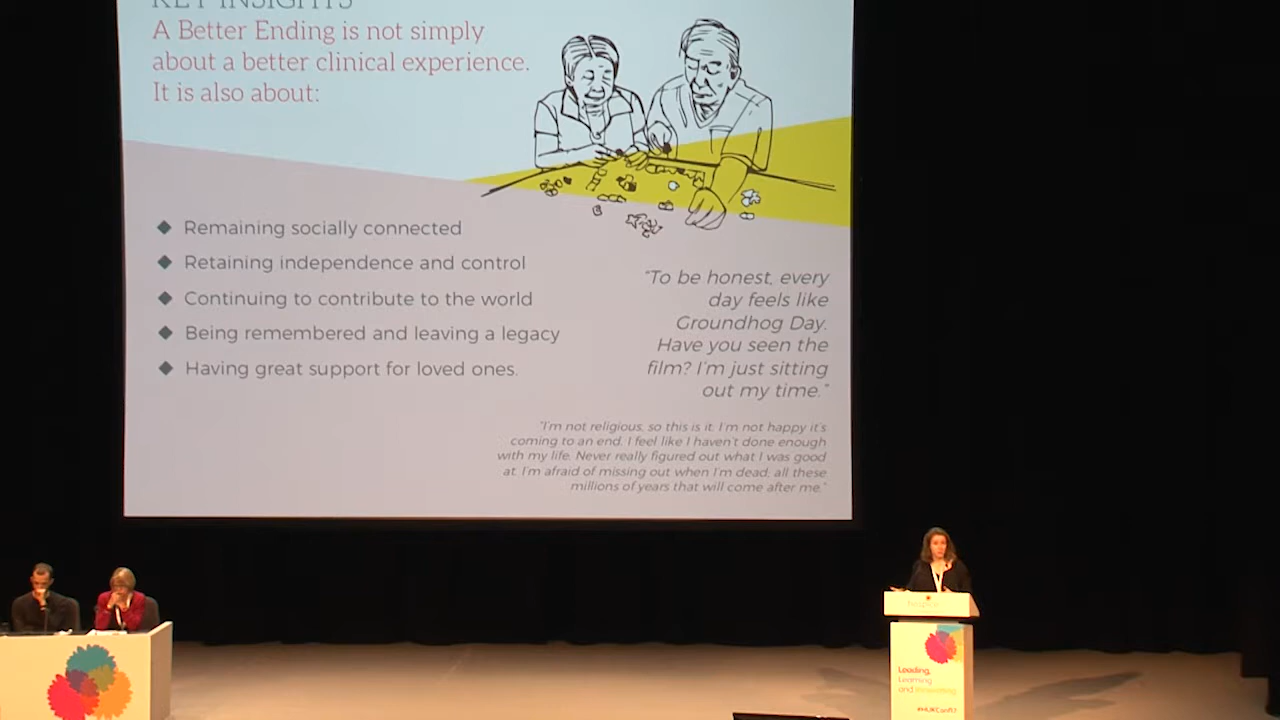 KEY INSIGHTS
A Better Ending is not simply
about a better clinical experience.
It is also about:
◆ Remaining socially connected
◆ Retaining independence and control
◆ Continuing to contribute to the world
◆ Being remembered and leaving a legacy
◆ Having great support for loved ones.
“To be honest, every
day feels like
Groundhog Day.
Have you seen the
film? I’m just sitting
out my time.”
“I’m not religious, so this is it. I’m not happy it’s
coming to an end. I feel like I haven’t done enough
with my life. Never really figured out what I was good
at. I’m afraid of missing out when I’m dead, all these
millions of years that will come after me.”
Leading,
Learning
and Innovating